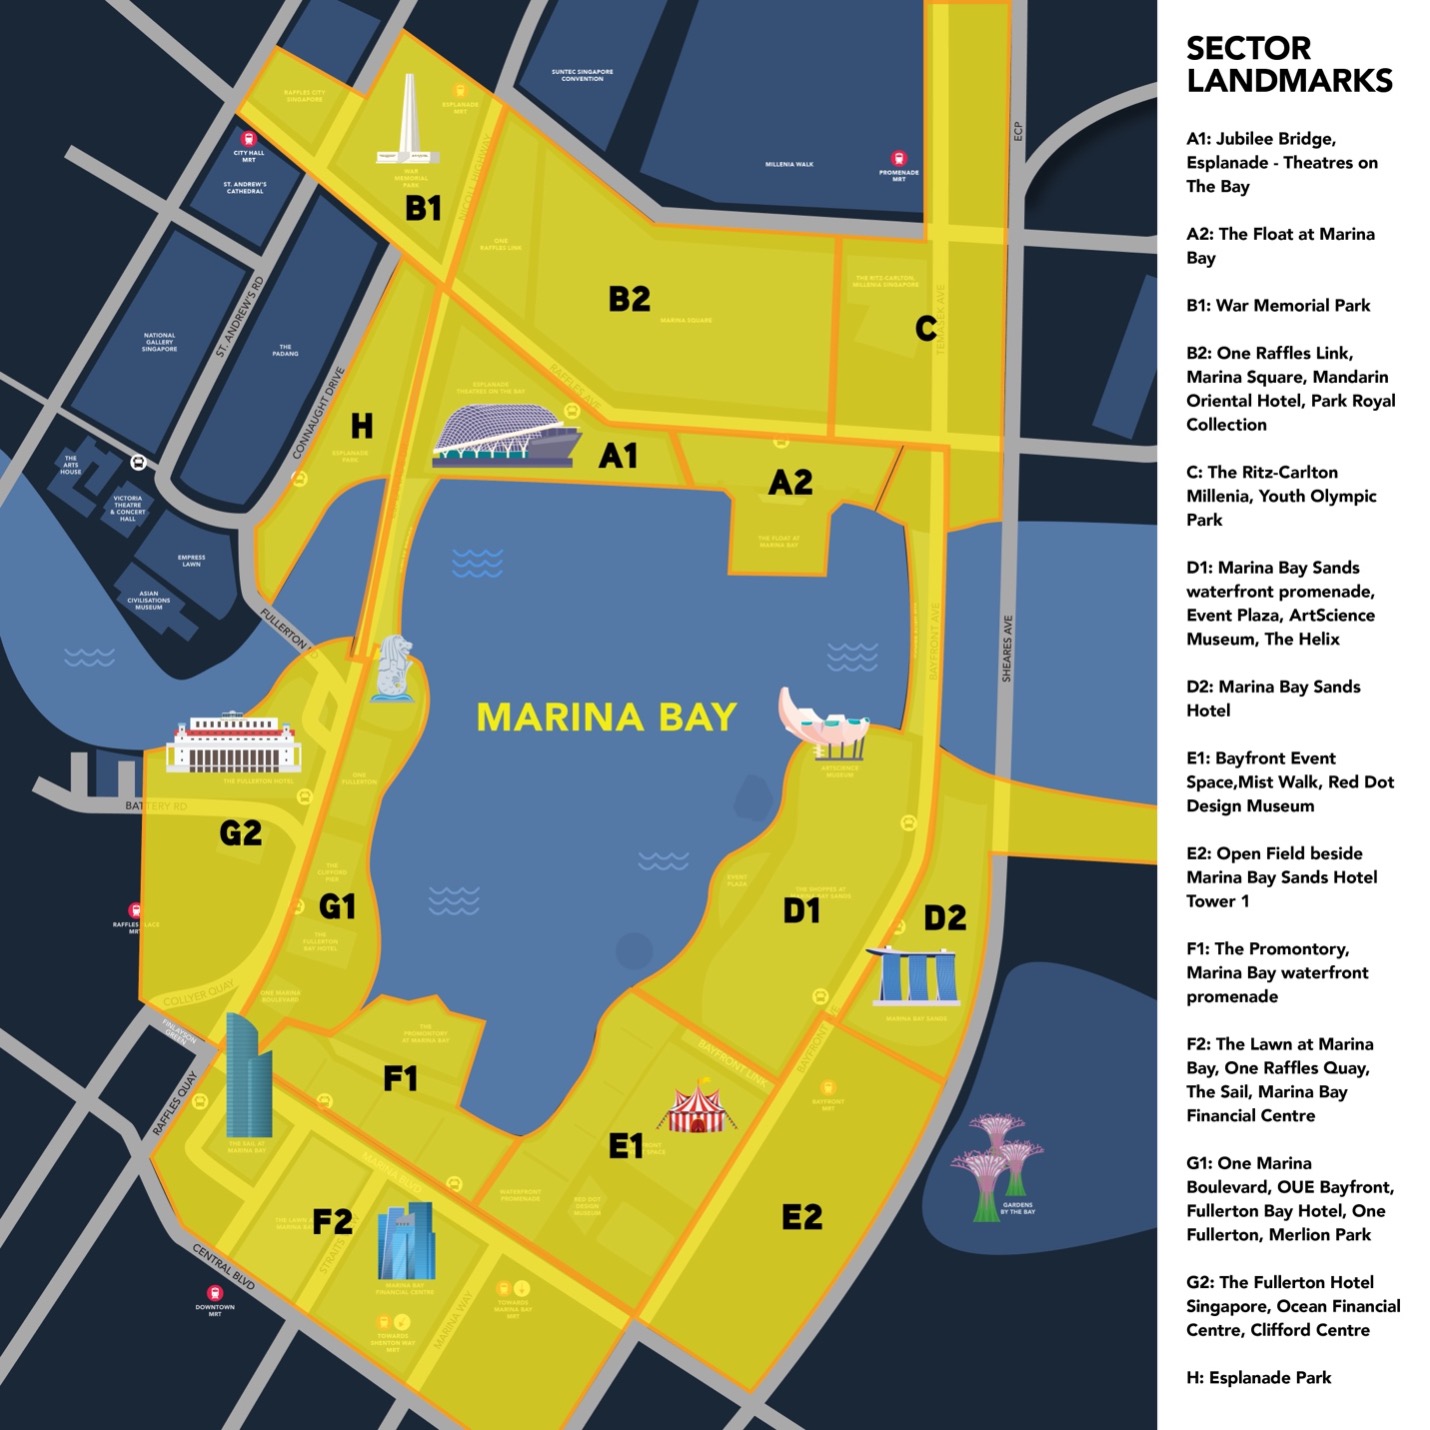 SUNTEC SINGAPORE
CONVENTION
RAFFLES CITY
SINGAPORE
ESPLANADE
MRT
CITY HALL
MRT
ST. ANDREW'S
CATHEDRAL
WAR
MEMORIAL
PARK
B1
NICOLL HIGHWAY
MILLENIA WALK
PROMENADE
MRT
ECP
ONE
RAFFLES LINK
B2
MARINA SQUARE
THE RITZ-CARLTON,
MILLENIA SINGAPORE
C
TEMASEK AVE
ST. ANDREW'S RD
NATIONAL
GALLERY
SINGAPORE
THE
PADANG
CONNAUGHT DRIVE
H
ESPLANADE
PARK
ESPLANADE
THEATRES ON THE BAY
RAFFLES AVE
A1
A2
THE FLOAT AT
MARINA BAY
THE
ARTS
HOUSE
VICTORIA
THEATRE
& CONCERT
HALL
EMPRESS
LAWN
ASIAN
CIVILISATIONS
MUSEUM
FULLERTON RD
BAYFRONT AVE
SHEARES AVE
MARINA BAY
ARTSCIENCE
MUSEUM
THE FULLERTON HOTEL
ONE
FULLERTON
BATTERY RD
G2
THE
CLIFFORD
PIER
G1
THE
FULLERTON
BAY HOTEL
RAFFLES PLACE
MRT
EVENT
PLAZA
THE SHOPPES AT
MARINA BAY SANDS
D1
D2
MARINA BAY SANDS
COLLYER QUAY
ONE MARINA
BOULEVARD
FINLAYSON
GREEN
THE
PROMONTORY
AT MARINA BAY
F1
BAYFRONT LINK
BAYFRONT
RAFFLES QUAY
THE SAIL AT
MARINA BAY
BAYFRONT
MRT
E1
MARINA BLVD
WATERFRONT
PROMENADE
RED DOT
DESIGN
MUSEUM
E2
GARDENS
BY THE BAY
F2
STRAITS
MARINA BAY
FINANCIAL CENTRE
CENTRAL BLVD
DOWNTOWN
MRT
MARINA WAY
TOWARDS
MARINA BAY
MRT
TOWARDS
SHENTON WAY
MRT
SECTOR
LANDMARKS
A1: Jubilee Bridge,
Esplanade - Theatres on
The Bay
A2: The Float at Marina
Bay
B1: War Memorial Park
B2: One Raffles Link,
Marina Square, Mandarin
Oriental Hotel, Park Royal
Collection
C: The Ritz-Carlton
Millenia, Youth Olympic
Park
D1: Marina Bay Sands
waterfront promenade,
Event Plaza, ArtScience
Museum, The Helix
D2: Marina Bay Sands
Hotel
E1: Bayfront Event
Space,Mist Walk, Red Dot
Design Museum
E2: Open Field beside
Marina Bay Sands Hotel
Tower 1
F1: The Promontory,
Marina Bay waterfront
promenade
F2: The Lawn at Marina
Bay, One Raffles Quay,
The Sail, Marina Bay
Financial Centre
G1: One Marina
Boulevard, OUE Bayfront,
Fullerton Bay Hotel, One
Fullerton, Merlion Park
G2: The Fullerton Hotel
Singapore, Ocean Financial
Centre, Clifford Centre
H: Esplanade Park